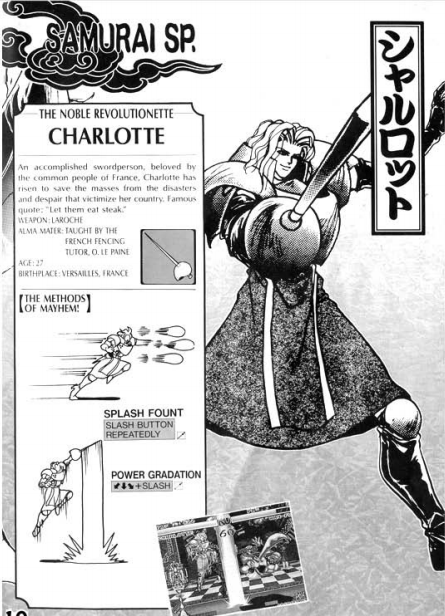 SAMURAI SP.
シャルロット
THE NOBLE REVOLUTIONETTE
CHARLOTTE
An accomplished swordperson, beloved by
the common people of France, Charlotte has
risen to save the masses from the disasters
and despair that victimize her country. Famous
quote: "Let them eat steak."
WEAPON: LAROCHE
ALMA MATER: TAUGHT BY THE
FRENCH FENCING
TUTOR, O. LE PAINE
AGE: 27
BIRTHPLACE: VERSAILLES, FRANCE
【THE METHODS
OF MAYHEM!】
SPLASH FOUNT
SLASH BUTTON
REPEATEDLY
POWER GRADATION
+SLASH
10